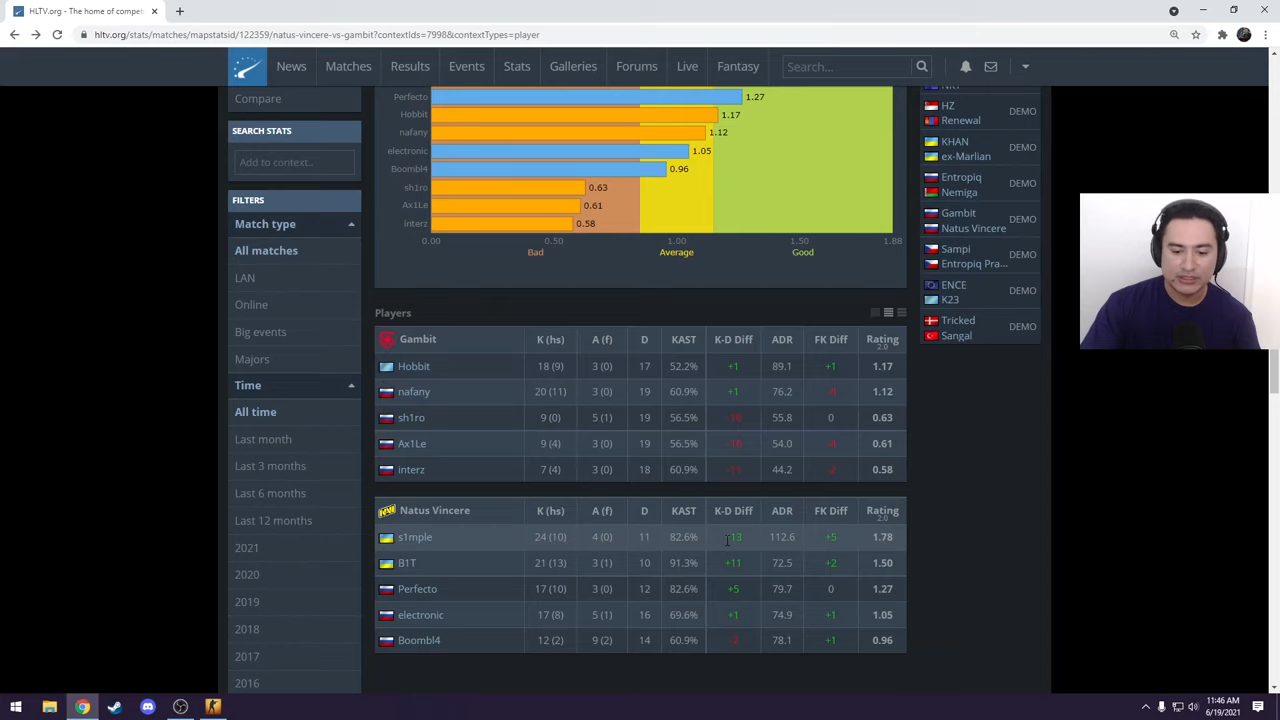 HLTV.org - The home of compet
hltv.org/stats/matches/mapstatsid/122359/natus-vincere-vs-gambit?contextIds=7998&contextTypes=player
News Matches Results Events Stats Galleries Forums Live Fantasy Search...
Compare
SEARCH STATS
Add to context..
FILTERS
Match type
All matches
LAN
Online
Big events
Majors
Time
All time
Last month
Last 3 months
Last 6 months
Last 12 months
2021
2020
2019
2018
2017
2016
Perfecto 1.27
Hobbit 1.17
nafany 1.12
electronic 1.05
Boombl4 0.96
sh1ro 0.63
Ax1Le 0.61
interz 0.58
0.00 0.50 1.00 1.50 1.88
Bad Average Good
Players
Gambit K (hs) A (f) D KAST K-D Diff ADR FK Diff Rating 2.0
Hobbit 18 (9) 3 (0) 17 52.2% +1 89.1 +1 1.17
nafany 20 (11) 3 (0) 19 60.9% +1 76.2 1.12
sh1ro 9 (0) 5 (1) 19 56.5% -10 55.8 0 0.63
Ax1Le 9 (4) 3 (0) 19 56.5% -10 54.0 0.61
interz 7 (4) 3 (0) 18 60.9% -11 44.2 -2 0.58
Natus Vincere K (hs) A (f) D KAST K-D Diff ADR FK Diff Rating 2.0
s1mple 24 (10) 4 (0) 11 82.6% +13 112.6 +5 1.78
B1T 21 (13) 3 (1) 10 91.3% +11 72.5 +2 1.50
Perfecto 17 (10) 3 (0) 12 82.6% +5 79.7 0 1.27
electronic 17 (8) 5 (1) 16 69.6% +1 74.9 +1 1.05
Boombl4 12 (2) 9 (2) 14 60.9% -2 78.1 +1 0.96
HZ
Renewal DEMO
KHAN
ex-Marlian DEMO
Entropiq
Nemiga DEMO
Gambit
Natus Vincere DEMO
Sampi
Entropiq Pra... DEMO
ENCE
K23 DEMO
Tricked
Sangal DEMO
11:46 AM
6/19/2021